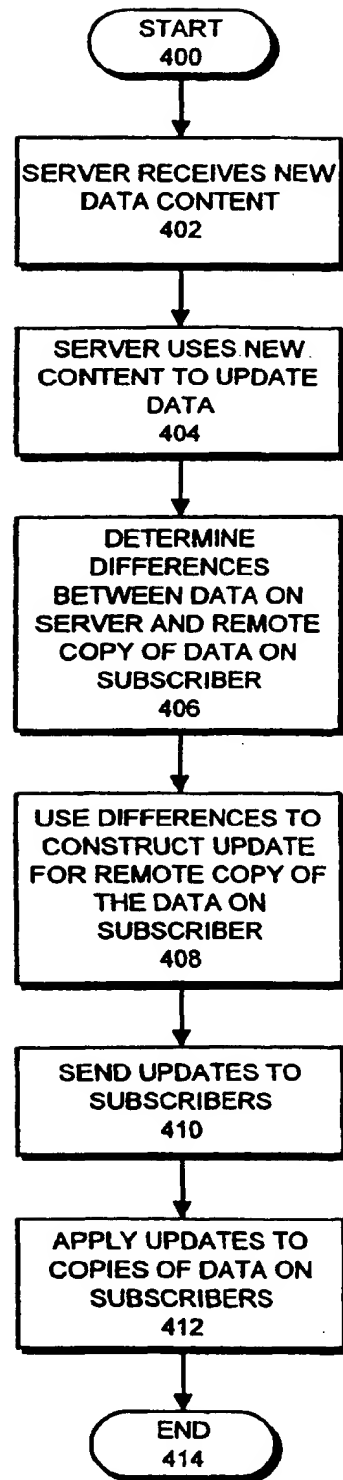 START
400
SERVER RECEIVES NEW
DATA CONTENT
402
SERVER USES NEW
CONTENT TO UPDATE
DATA
404
DETERMINE
DIFFERENCES
BETWEEN DATA ON
SERVER AND REMOTE
COPY OF DATA ON
SUBSCRIBER
406
USE DIFFERENCES TO
CONSTRUCT UPDATE
FOR REMOTE COPY OF
THE DATA ON
SUBSCRIBER
408
SEND UPDATES TO
SUBSCRIBERS
410
APPLY UPDATES TO
COPIES OF DATA ON
SUBSCRIBERS
412
END
414